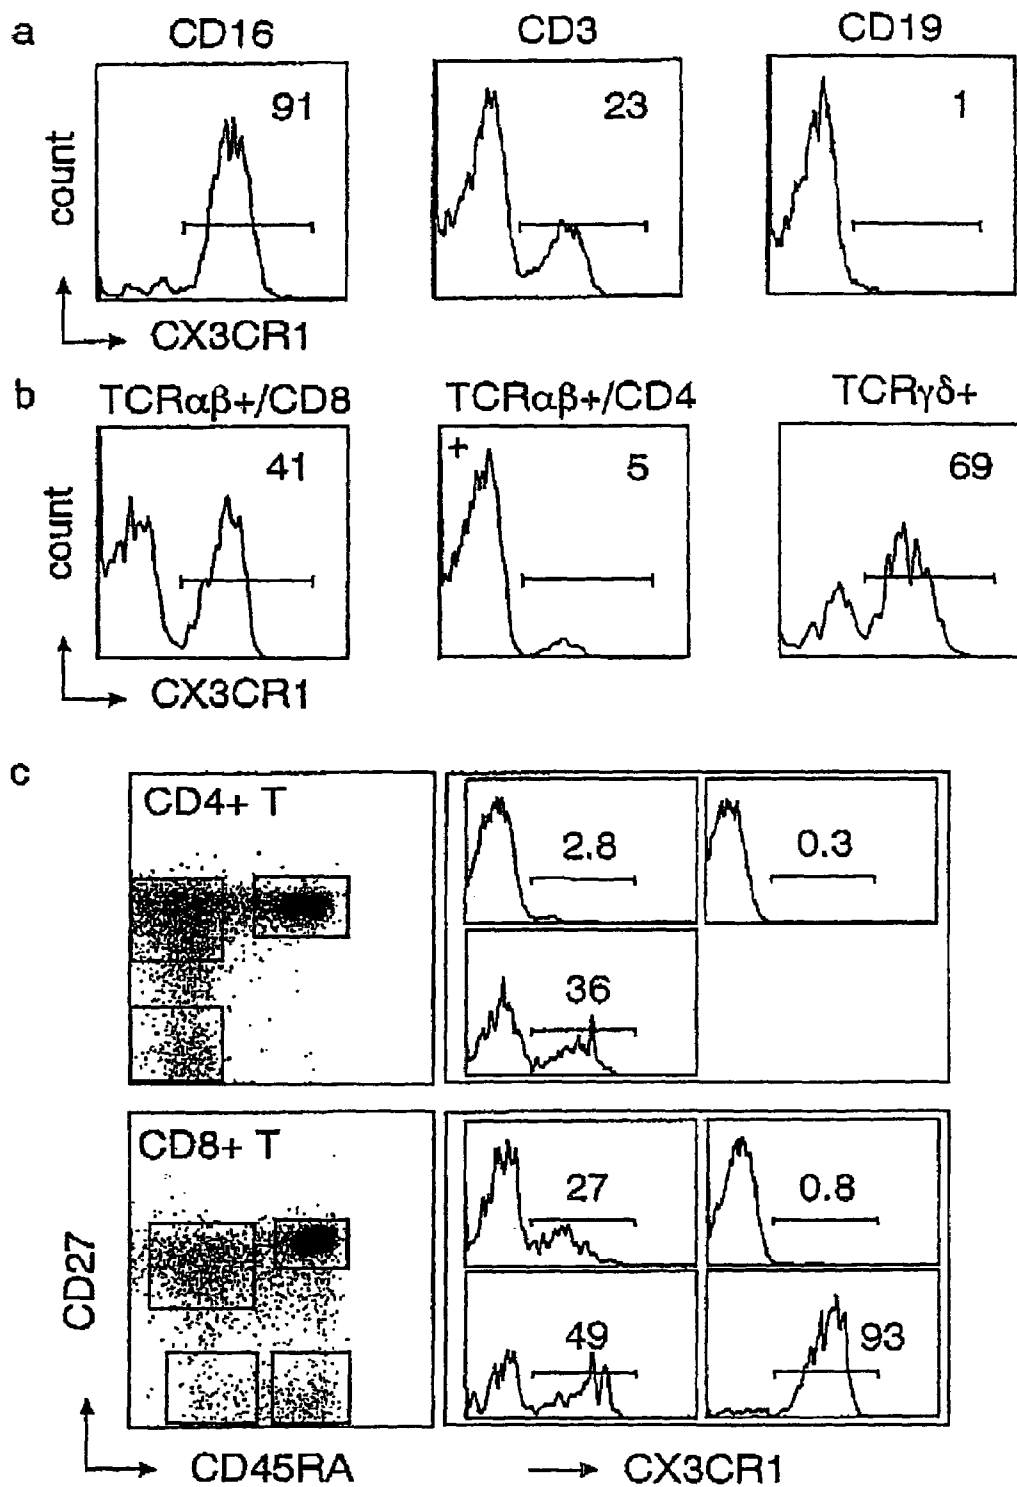 a
CD16
CD3
CD19
91
23
1
count
CX3CR1
b
TCRαβ+/CD8
TCRαβ+/CD4
TCRγδ+
+
41
5
69
count
CX3CR1
c
CD4+ T
2.8
0.3
36
CD8+ T
27
0.8
49
93
CD27
CD45RA
CX3CR1